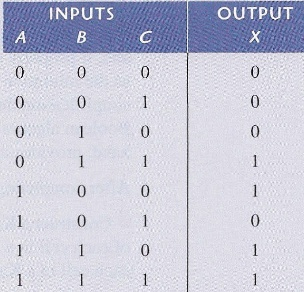 INPUTS OUTPUT
A B C X
0 0 0 0
0 0 1 0
0 1 0 0
0 1 1 1
1 0 0 1
1 0 1 0
1 1 0 1
1 1 1 1